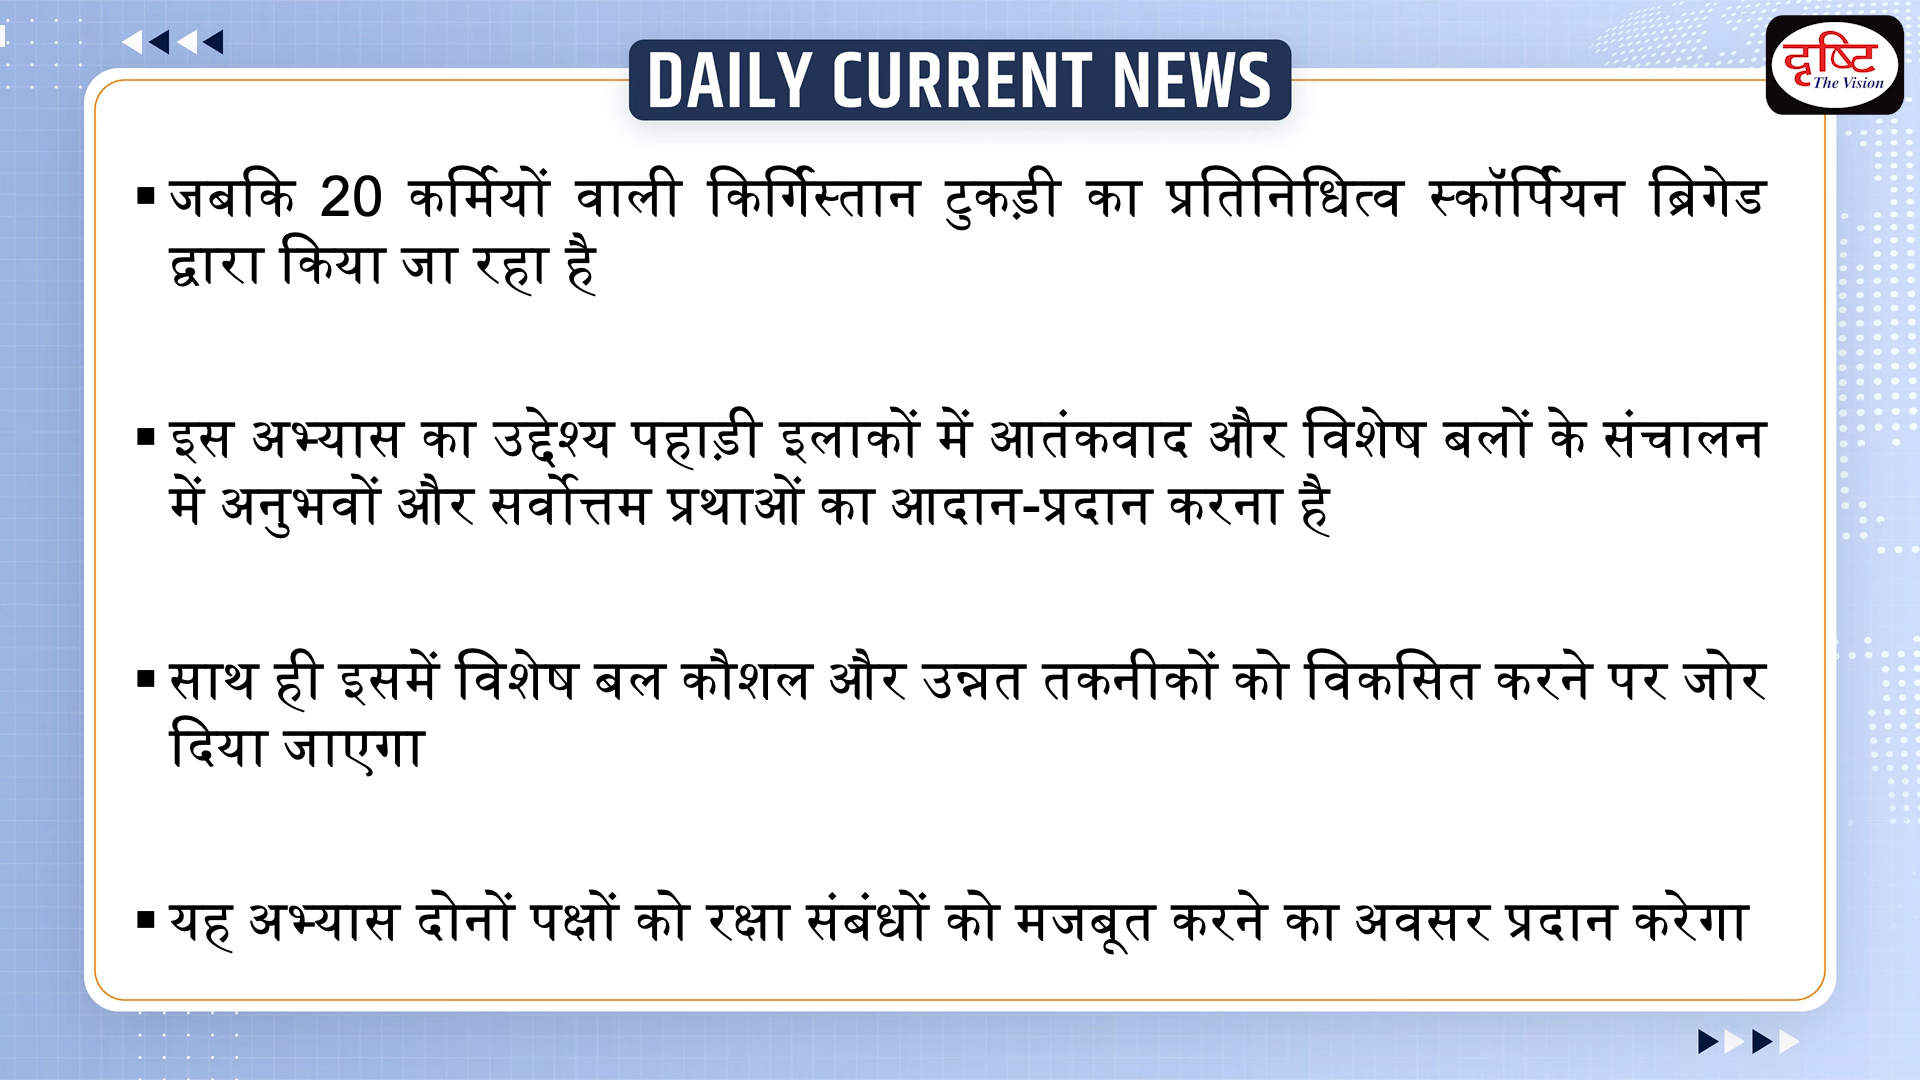 DAILY CURRENT NEWS
दृष्टि
The Vision
▪ जबकि 20 कर्मियों वाली किर्गिस्तान टुकड़ी का प्रतिनिधित्व स्कॉर्पियन ब्रिगेड
द्वारा किया जा रहा है
▪ इस अभ्यास का उद्देश्य पहाड़ी इलाकों में आतंकवाद और विशेष बलों के संचालन
में अनुभवों और सर्वोत्तम प्रथाओं का आदान-प्रदान करना है
▪ साथ ही इसमें विशेष बल कौशल और उन्नत तकनीकों को विकसित करने पर जोर
दिया जाएगा
▪ यह अभ्यास दोनों पक्षों को रक्षा संबंधों को मजबूत करने का अवसर प्रदान करेगा